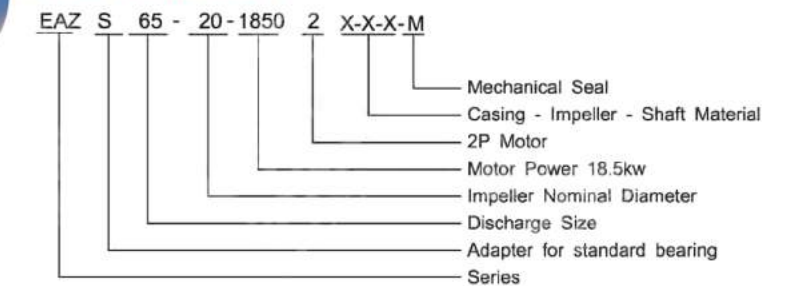 EAZ S 65 - 20 - 1850 2 X-X-X-M
Mechanical Seal
Casing - Impeller - Shaft Material
2P Motor
Motor Power 18.5kw
Impeller Nominal Diameter
Discharge Size
Adapter for standard bearing
Series